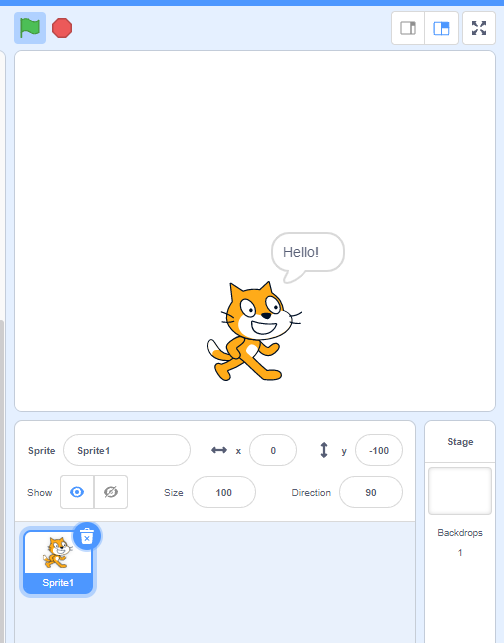 Hello!
Sprite Sprite1 x 0 y -100
Show Size 100 Direction 90
Sprite1
Stage
Backdrops
1